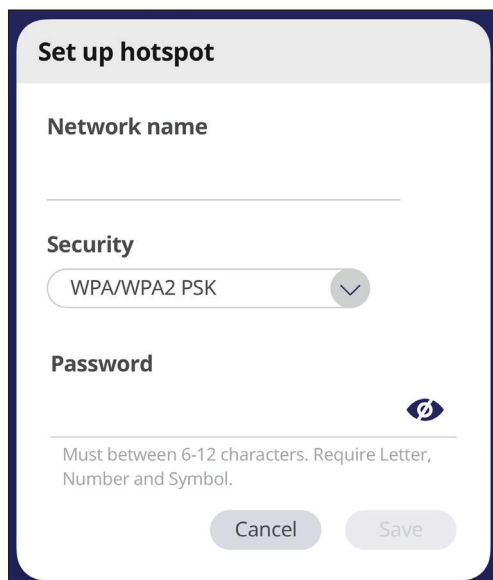 Set up hotspot
Network name
Security
WPA/WPA2 PSK
Password
Must between 6-12 characters. Require Letter,
Number and Symbol.
Cancel
Save